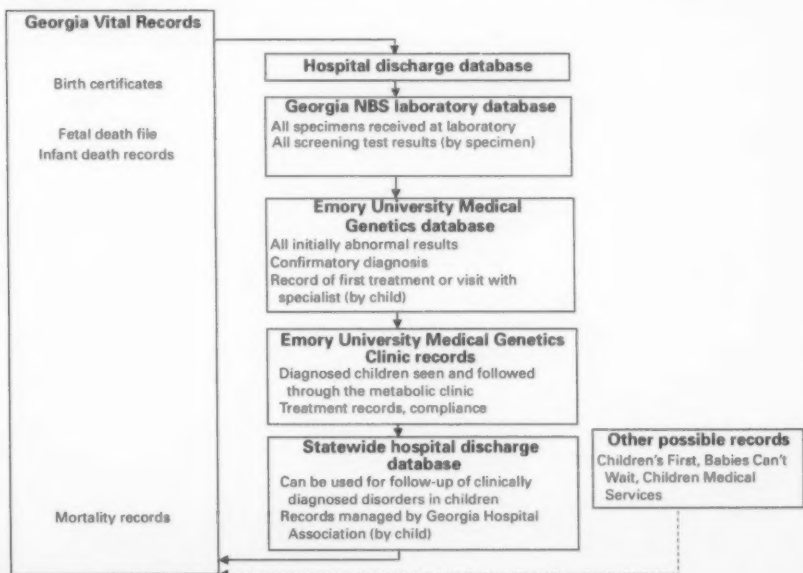 Georgia Vital Records
Birth certificates
Fetal death file
Infant death records
Mortality records
Hospital discharge database
Georgia NBS laboratory database
All specimens received at laboratory
All screening test results (by specimen)
Emory University Medical
Genetics database
All initially abnormal results
Confirmatory diagnosis
Record of first treatment or visit with
specialist (by child)
Emory University Medical Genetics
Clinic records
Diagnosed children seen and followed
through the metabolic clinic
Treatment records, compliance
Statewide hospital discharge
database
Can be used for follow-up of clinically
diagnosed disorders in children
Records managed by Georgia Hospital
Association (by child)
Other possible records
Children's First, Babies Can't
Wait, Children Medical
Services